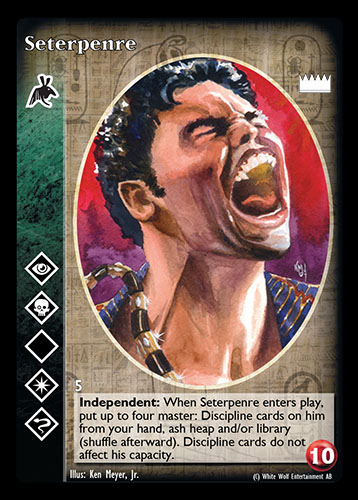 Seterpenre
5
Independent: When Seterpenre enters play,
put up to four master: Discipline cards on him
from your hand, ash heap and/or library
(shuffle afterward). Discipline cards do not
affect his capacity.
10
Illus: Ken Meyer, Jr.
(C) White Wolf Entertainment AB